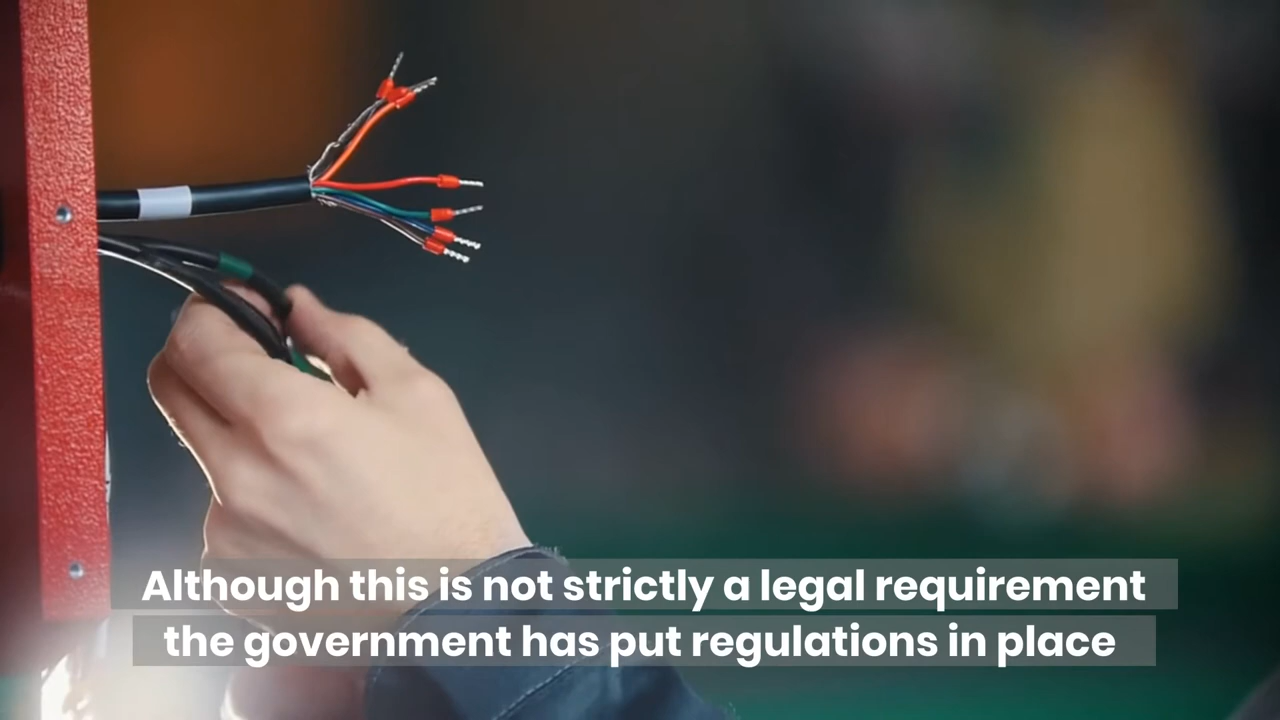 Although this is not strictly a legal requirement
the government has put regulations in place